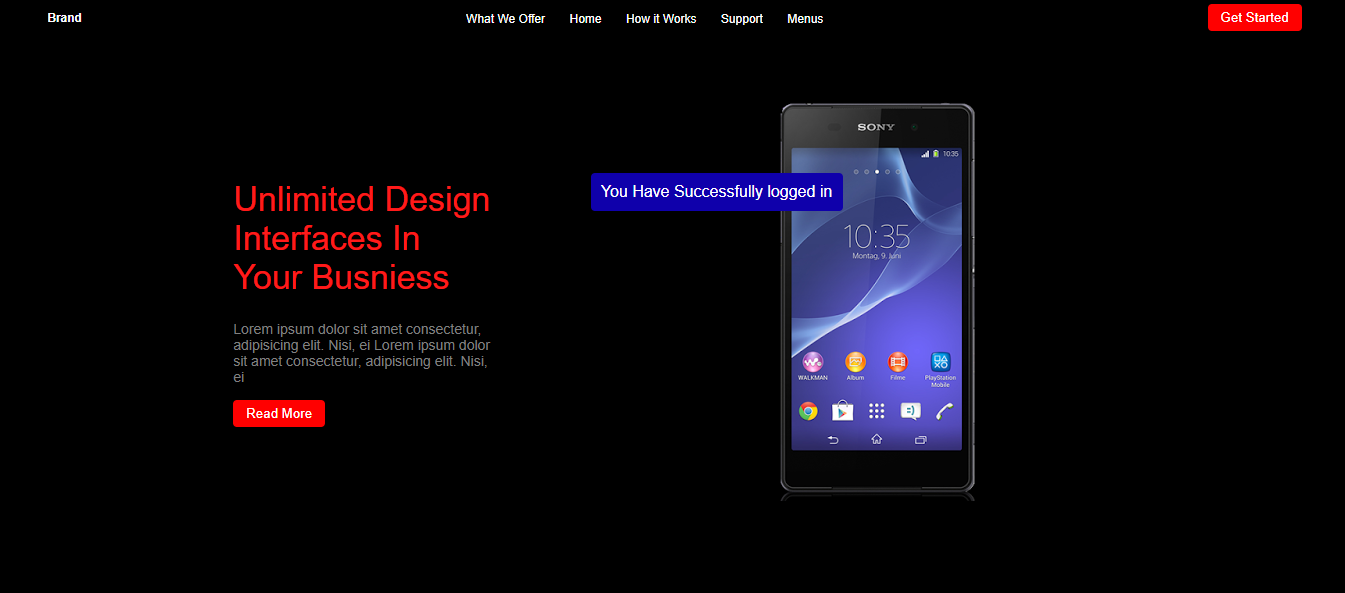 Brand
What We Offer
Home
How it Works
Support
Menus
Get Started
SONY
10:35
You Have Successfully logged in
Unlimited Design
Interfaces In
Your Busniess
10:35
Montag, 9. Juni
Lorem ipsum dolor sit amet consectetur,
adipisicing elit. Nisi, ei Lorem ipsum dolor
sit amet consectetur, adipisicing elit. Nisi,
ei
WALKMAN
Album
Filme
PlayStation
Mobile
Read More